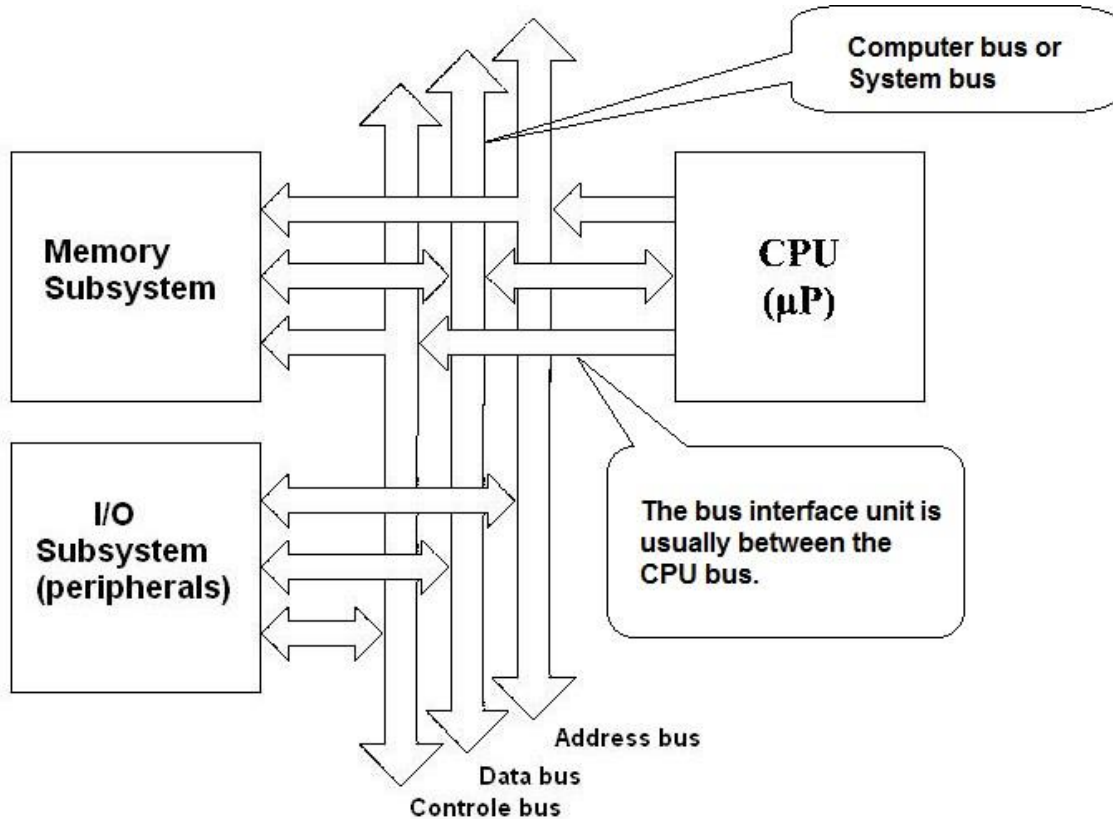 Computer bus or
System bus
Memory
Subsystem
CPU
(µP)
I/O
Subsystem
(peripherals)
The bus interface unit is
usually between the
CPU bus.
Address bus
Data bus
Controle bus